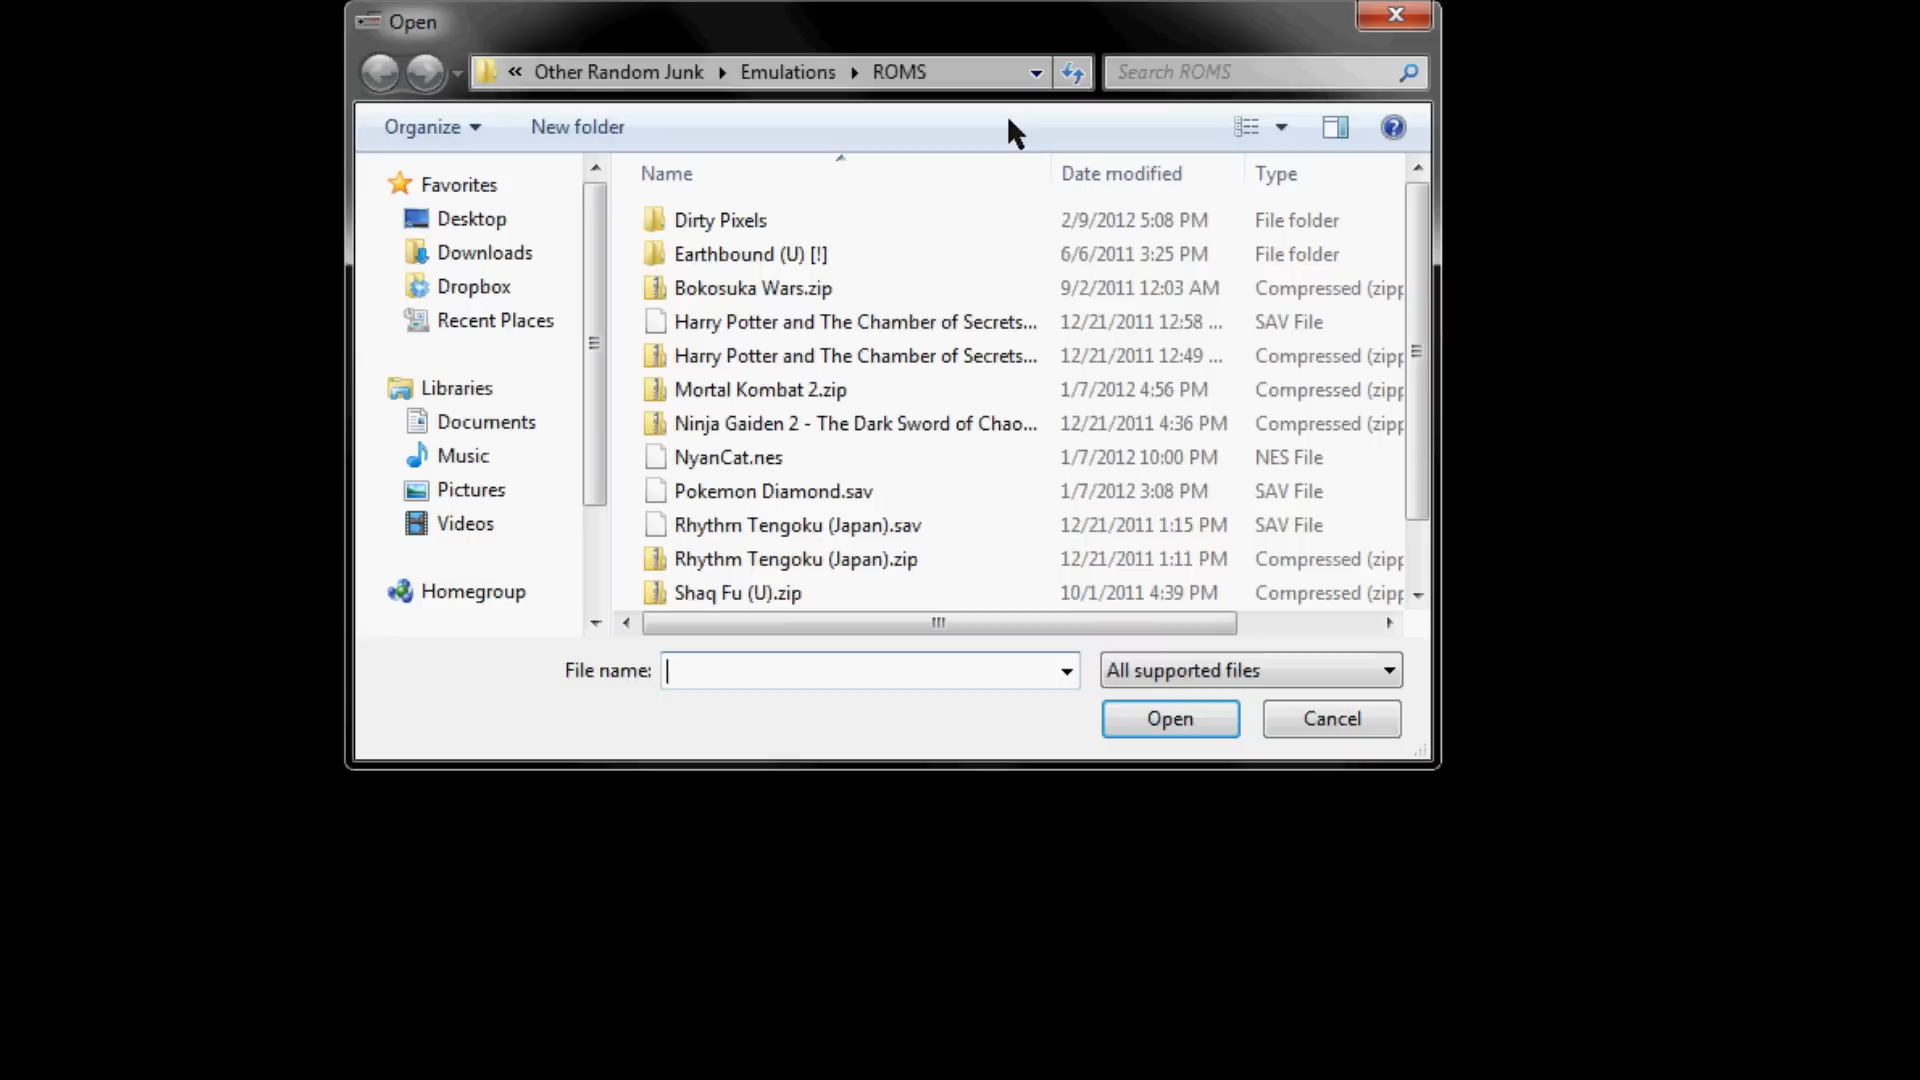 Open
« Other Random Junk Emulations ROMS
Search ROMS
Organize New folder
Name Date modified Type
Favorites
Desktop
Downloads
Dropbox
Recent Places
Libraries
Documents
Music
Pictures
Videos
Homegroup
Dirty Pixels 2/9/2012 5:08 PM File folder
Earthbound (U) [!] 6/6/2011 3:25 PM File folder
Bokosuka Wars.zip 9/2/2011 12:03 AM Compressed (zipp
Harry Potter and The Chamber of Secrets... 12/21/2011 12:58 ... SAV File
Harry Potter and The Chamber of Secrets... 12/21/2011 12:49 ... Compressed (zipp
Mortal Kombat 2.zip 1/7/2012 4:56 PM Compressed (zipp
Ninja Gaiden 2 - The Dark Sword of Chao... 12/21/2011 4:36 PM Compressed (zipp
NyanCat.nes 1/7/2012 10:00 PM NES File
Pokemon Diamond.sav 1/7/2012 3:08 PM SAV File
Rhythm Tengoku (Japan).sav 12/21/2011 1:15 PM SAV File
Rhythm Tengoku (Japan).zip 12/21/2011 1:11 PM Compressed (zipp
Shaq Fu (U).zip 10/1/2011 4:39 PM Compressed (zipp
File name: All supported files
Open Cancel